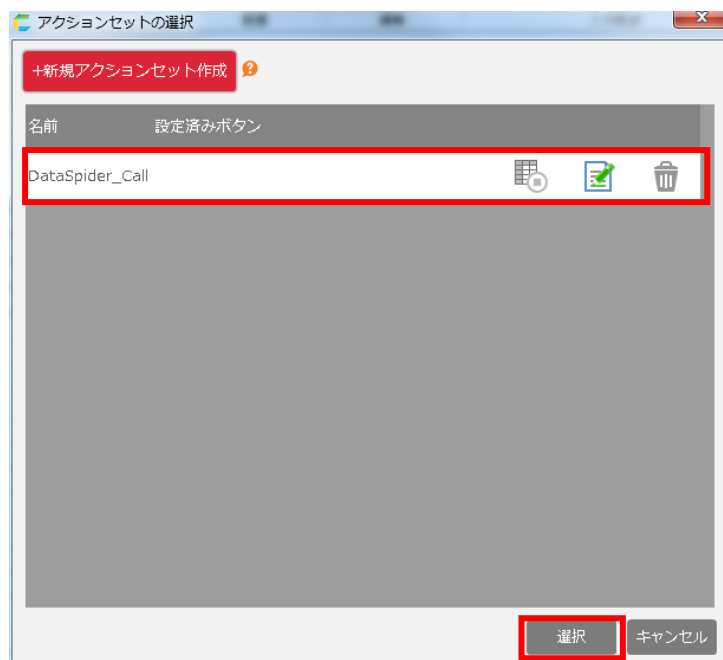 アクションセットの選択
+新規アクションセット作成
名前 設定済みボタン
DataSpider_Call
選択 キャンセル